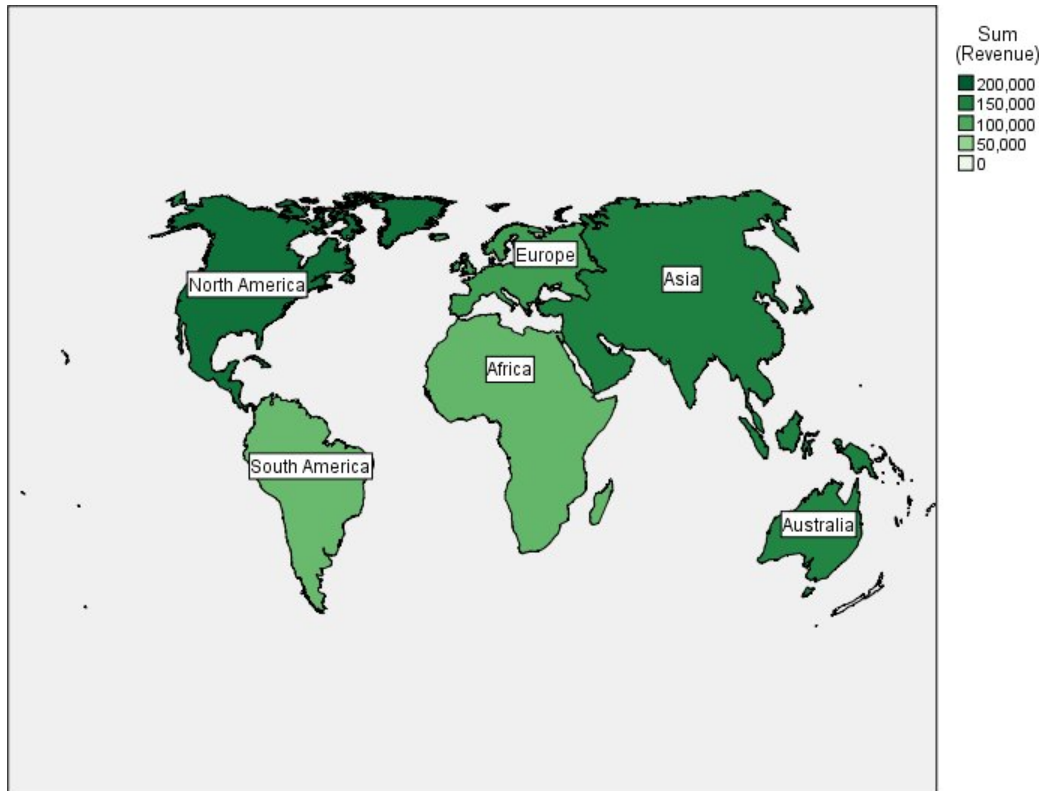 Sum
(Revenue)
200,000
150,000
100,000
50,000
0
Europe
North America
Asia
Africa
South America
Australia